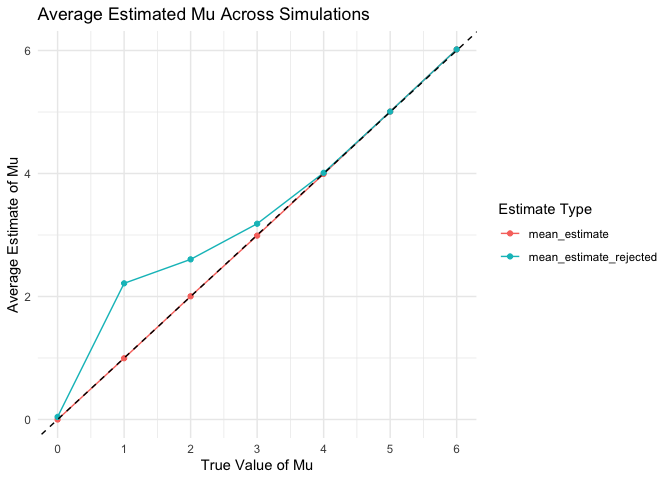 Average Estimated Mu Across Simulations
Average Estimate of Mu
6
4
2
0
0 1 2 3 4 5 6
True Value of Mu
Estimate Type
mean_estimate
mean_estimate_rejected